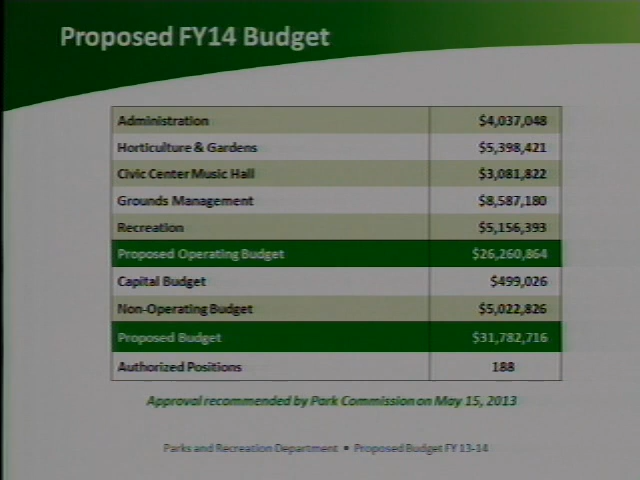 Proposed FY14 Budget
Administration $4,037,048
Horticulture & Gardens $5,398,421
Civic Center Music Hall $3,081,822
Grounds Management $8,587,180
Recreation $5,156,393
Proposed Operating Budget $26,260,864
Capital Budget $499,026
Non-Operating Budget $5,022,826
Proposed Budget $31,782,716
Authorized Positions 188
Approval recommended by Park Commission on May 15, 2013
Parks and Recreation Department • Proposed Budget FY 13-14